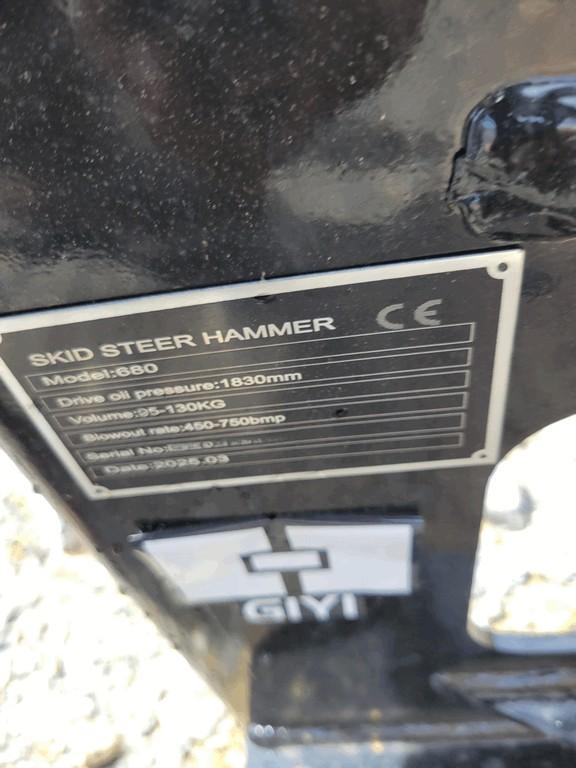 SKID STEER HAMMER CE
Model:680
Drive oil pressure:1830mm
Volume:95-130KG
Blowout rate:450-750bmp
Serial No:
Date:2025.03
GIYI